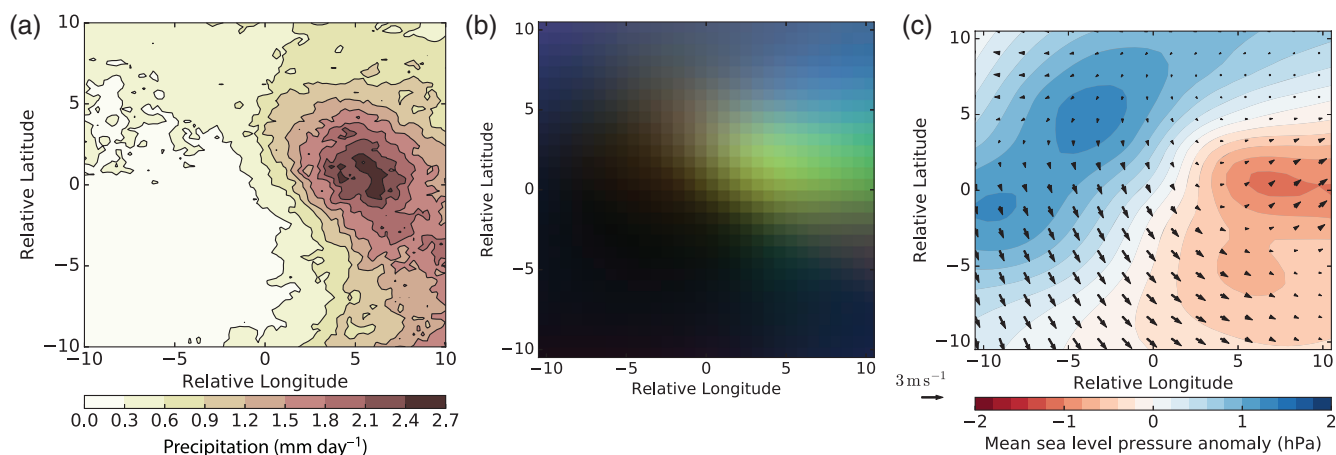 (a)
10
5
0
−5
−10
Relative Latitude
−10 −5 0 5 10
Relative Longitude
0.0 0.3 0.6 0.9 1.2 1.5 1.8 2.1 2.4 2.7
Precipitation (mm day⁻¹)
(b)
10
5
0
−5
−10
Relative Latitude
−10 −5 0 5 10
Relative Longitude
(c)
10
5
0
−5
−10
Relative Latitude
−10 −5 0 5 10
Relative Longitude
3 m s⁻¹
−2 −1 0 1 2
Mean sea level pressure anomaly (hPa)